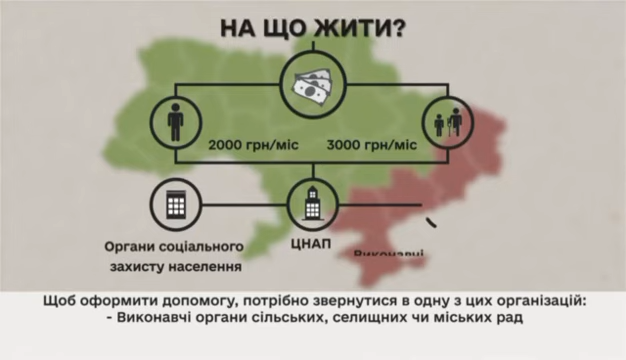 НА ЩО ЖИТИ?
2000 грн/міс
3000 грн/міс
Органи соціального
захисту населення
ЦНАП
Виконавчі
Щоб оформити допомогу, потрібно звернутися в одну з цих організацій:
- Виконавчі органи сільських, селищних чи міських рад